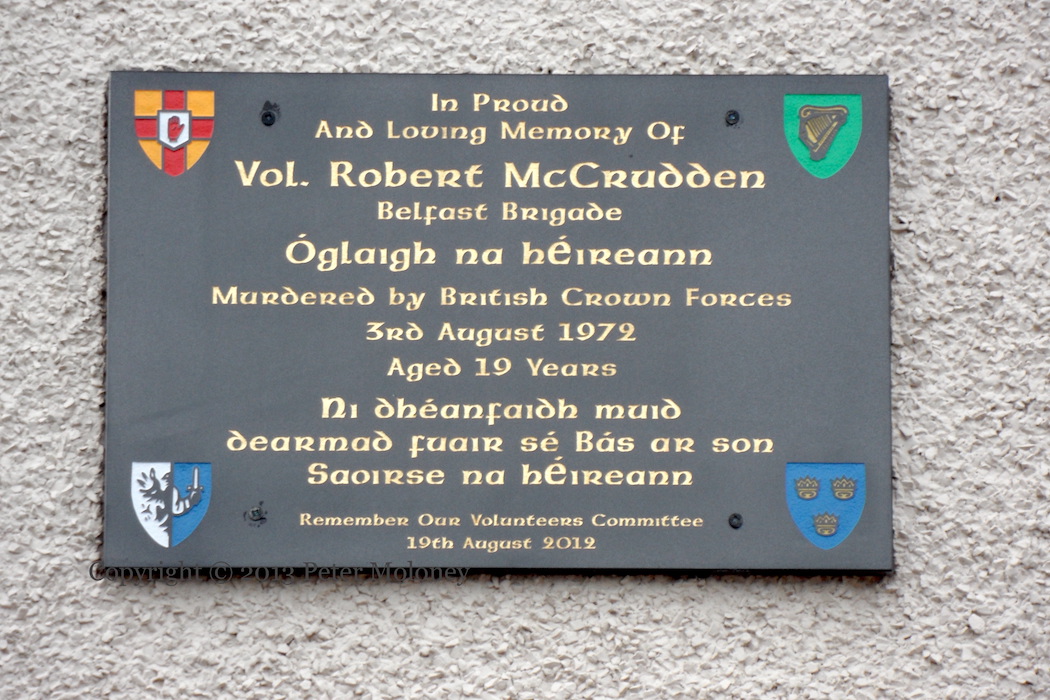 In Proud
And Loving Memory Of
Vol. Robert McCrudden
Belfast Brigade
Óglaigh na hÉireann
Murdered by British Crown Forces
3rd August 1972
Aged 19 Years
Ni dhéanfaidh muid
dearmad fuair sé Bás ar son
Saoirse na hÉireann
Remember Our Volunteers Committee
19th August 2012
Copyright © 2013 Peter Moloney